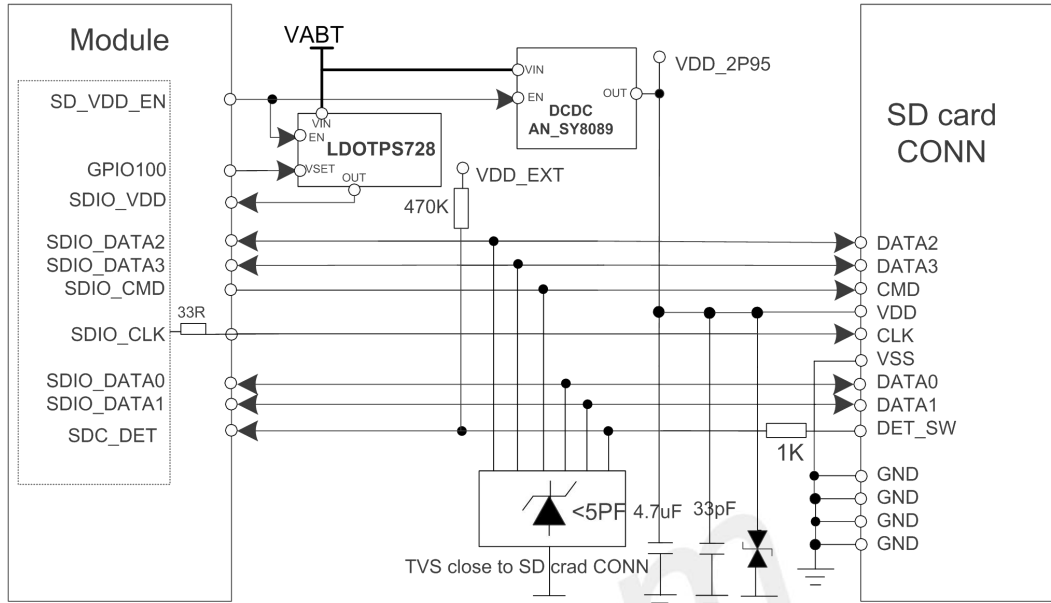 Module
VABT
VIN
EN
OUT
DCDC
AN_SY8089
VDD_2P95
SD card
CONN
SD_VDD_EN
VIN
EN
LDOTPS728
VSET
OUT
GPIO100
SDIO_VDD
VDD_EXT
470K
SDIO_DATA2
SDIO_DATA3
SDIO_CMD
33R
SDIO_CLK
SDIO_DATA0
SDIO_DATA1
SDC_DET
DATA2
DATA3
CMD
VDD
CLK
VSS
DATA0
DATA1
DET_SW
1K
GND
GND
GND
GND
<5PF
4.7uF
33pF
TVS close to SD crad CONN